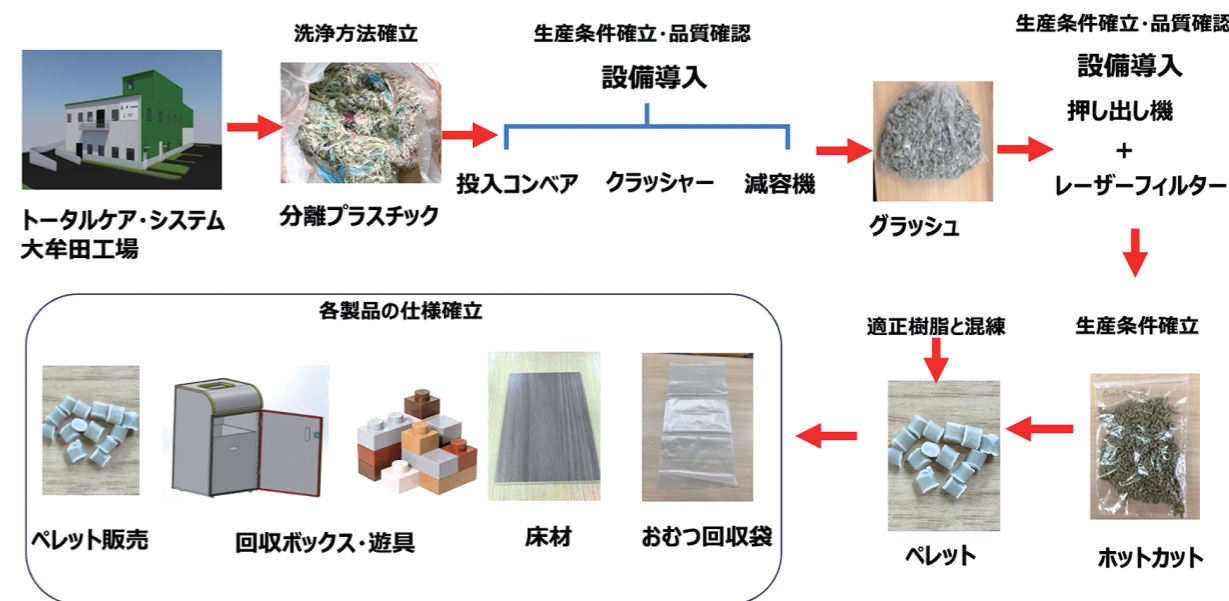 洗浄方法確立
生産条件確立・品質確認
設備導入
投入コンベア
クラッシャー
減容機
生産条件確立・品質確認
設備導入
押し出し機
+
レーザーフィルター
トータルケア・システム
大牟田工場
分離プラスチック
グラッシュ
各製品の仕様確立
適正樹脂と混練
生産条件確立
ペレット販売
回収ボックス・遊具
床材
おむつ回収袋
ペレット
ホットカット